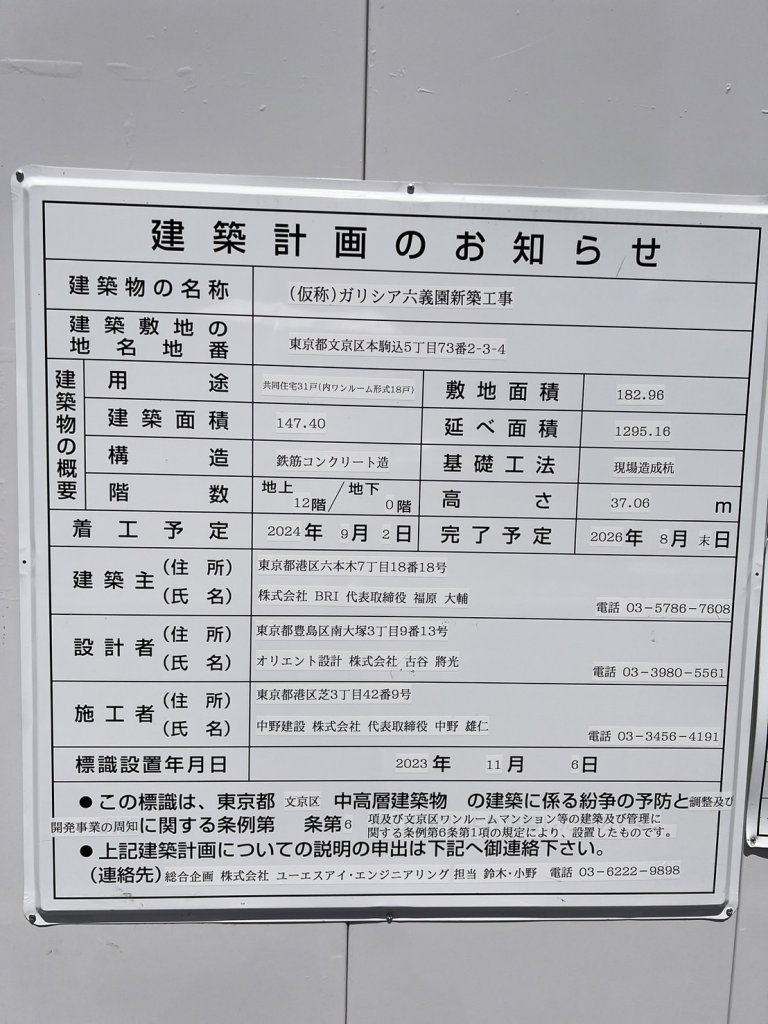 建築計画のお知らせ
建築物の名称 (仮称)ガリシア六義園新築工事
建築敷地の
地名地番 東京都文京区本駒込5丁目73番2-3-4
建築物の概要
用途 共同住宅31戸(内ワンルーム形式18戸) 敷地面積 182.96
建築面積 147.40 延べ面積 1295.16
構造 鉄筋コンクリート造 基礎工法 現場造成杭
階数 地上12階/地下0階 高さ 37.06 m
着工予定 2024年 9月 2日 完了予定 2026年 8月 末日
建築主 (住所) 東京都港区六本木7丁目18番18号
(氏名) 株式会社 BRI 代表取締役 福原 大輔 電話 03-5786-7608
設計者 (住所) 東京都豊島区南大塚3丁目9番13号
(氏名) オリエント設計 株式会社 古谷 將光 電話 03-3980-5561
施工者 (住所) 東京都港区芝3丁目42番9号
(氏名) 中野建設 株式会社 代表取締役 中野 雄仁 電話 03-3456-4191
標識設置年月日 2023年 11月 6日
●この標識は、東京都 文京区 中高層建築物 の建築に係る紛争の予防と調整及び
開発事業の周知に関する条例第 条第6 項及び文京区ワンルームマンション等の建築及び管理に
関する条例第6条第1項の規定により、設置したものです。
●上記建築計画についての説明の申出は下記へ御連絡下さい。
(連絡先) 総合企画 株式会社 ユーエスアイ・エンジニアリング 担当 鈴木・小野 電話 03-6222-9898